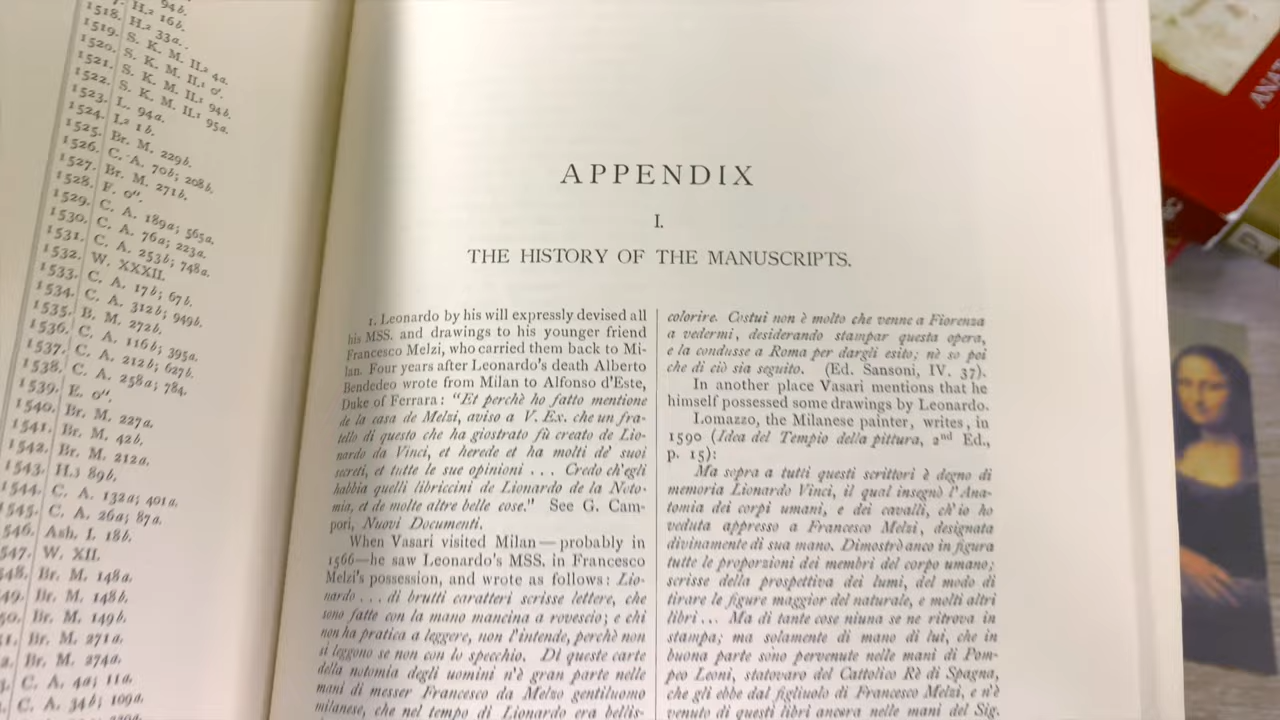 94b.
H.2 16b.
1518. H.2 33a.
1519. S. K. M. II.2 4a.
1520. S. K. M. II.1 0'.
1521. S. K. M. II.1 94b.
1522. S. K. M. II.1 95a.
1523. L. 94a.
1524. I.2 1b.
1525. Br. M. 229b.
1526. C. A. 70b; 208b.
1527. Br. M. 271b.
1528. F. 0".
1529. C. A. 189a; 565a.
1530. C. A. 76a; 223a.
1531. C. A. 253b; 748a.
1532. W. XXXII.
1533. C. A. 17b; 67b.
1534. C. A. 312b; 949b.
1535. B. M. 272b.
1536. C. A. 116b; 395a.
1537. C. A. 212b; 627b.
1538. C. A. 258a; 784.
1539. E. 0".
1540. Br. M. 227a.
1541. Br. M. 42b.
1542. Br. M. 212a.
1543. H.3 89b.
1544. C. A. 132a; 401a.
545. C. A. 26a; 87a.
546. Ash. I. 18b.
547. W. XII.
548. Br. M. 148a.
49. Br. M. 148b.
50. Br. M. 149b.
1. Br. M. 271a.
2. Br. M. 274a.
3. C. A. 4a; 11a.
C. A. 34b; 109a.
APPENDIX
I.
THE HISTORY OF THE MANUSCRIPTS.
1. Leonardo by his will expressly devised all
his MSS. and drawings to his younger friend
Francesco Melzi, who carried them back to Mi-
lan. Four years after Leonardo's death Alberto
Bendedeo wrote from Milan to Alfonso d'Este,
Duke of Ferrara: "Et perchè ho fatto mentione
de la casa de Melzi, aviso a V. Ex. che un fra-
tello di questo che ha giostrato fù creato de Lio-
nardo da Vinci, et herede et ha molti de' suoi
secreti, et tutte le sue opinioni ... Credo ch'egli
habbia quelli libriccini de Lionardo de la Noto-
mia, et de molte altre belle cose." See G. Cam-
pori, Nuovi Documenti.
When Vasari visited Milan—probably in
1566—he saw Leonardo's MSS. in Francesco
Melzi's possession, and wrote as follows: Lio-
nardo ... di brutti caratteri scrisse lettere, che
sono fatte con la mano mancina a rovescio; e chi
non ha pratica a leggere, non l'intende, perchè non
si leggono se non con lo specchio. Di queste carte
della notomia degli uomini n'è gran parte nelle
mani di messer Francesco da Melzo gentiluomo
milanese, che nel tempo di Lionardo era bellis-
colorire. Costui non è molto che venne a Fiorenza
a vedermi, desiderando stampar questa opera,
e la condusse a Roma per dargli esito; nè so poi
che di ciò sia seguito. (Ed. Sansoni, IV. 37).
In another place Vasari mentions that he
himself possessed some drawings by Leonardo.
Lomazzo, the Milanese painter, writes, in
1590 (Idea del Tempio della pittura, 2nd Ed.,
p. 15):
Ma sopra a tutti questi scrittori è degno di
memoria Lionardo Vinci, il qual insegnò l'Ana-
tomia dei corpi umani, e dei cavalli, ch'io ho
veduta appresso a Francesco Melzi, designata
divinamente di sua mano. Dimostrò anco in figura
tutte le proporzioni dei membri del corpo umano;
scrisse della prospettiva dei lumi, del modo di
tirare le figure maggior del naturale, e molti altri
libri... Ma di tante cose niuna se ne ritrova in
stampa; ma solamente di mano di lui, che in
buona parte sono pervenute nelle mani di Pom-
peo Leoni, statovaro del Cattolico Rè di Spagna,
che gli ebbe dal figliuolo di Francesco Melzi, e n'è
venuto di questi libri ancora nelle mani del Sig.